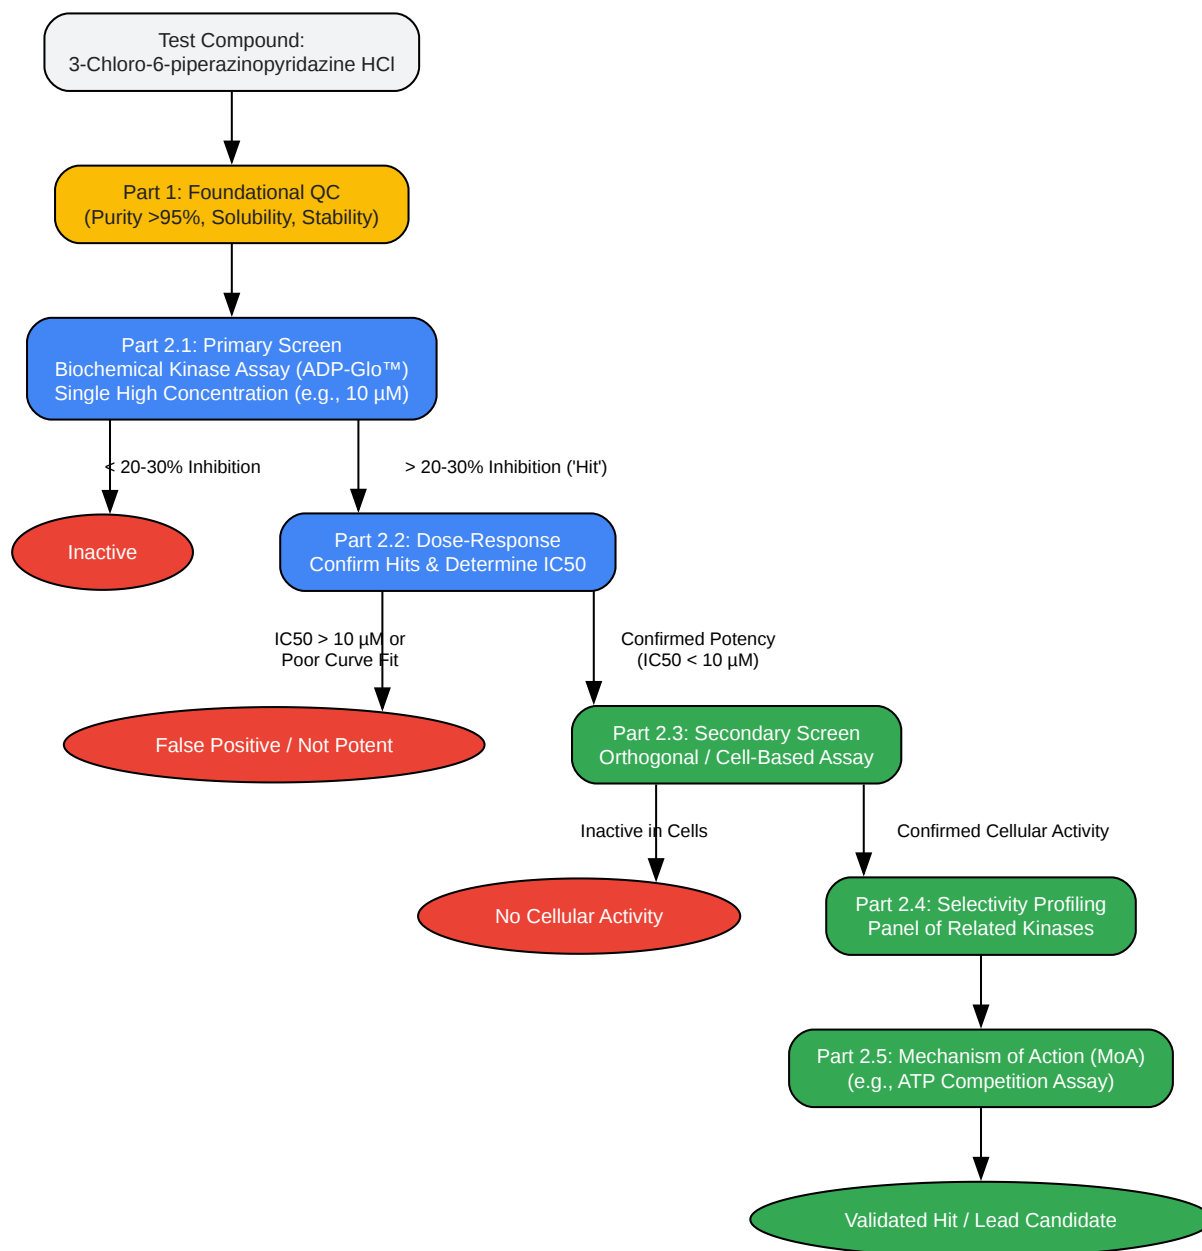 Test Compound:
3-Chloro-6-piperazinopyridazine HCl
Part 1: Foundational QC
(Purity >95%, Solubility, Stability)
Part 2.1: Primary Screen
Biochemical Kinase Assay (ADP-Glo™)
Single High Concentration (e.g., 10 µM)
< 20-30% Inhibition
> 20-30% Inhibition ('Hit')
Inactive
Part 2.2: Dose-Response
Confirm Hits & Determine IC50
IC50 > 10 µM or
Poor Curve Fit
Confirmed Potency
(IC50 < 10 µM)
False Positive / Not Potent
Part 2.3: Secondary Screen
Orthogonal / Cell-Based Assay
Inactive in Cells
Confirmed Cellular Activity
No Cellular Activity
Part 2.4: Selectivity Profiling
Panel of Related Kinases
Part 2.5: Mechanism of Action (MoA)
(e.g., ATP Competition Assay)
Validated Hit / Lead Candidate